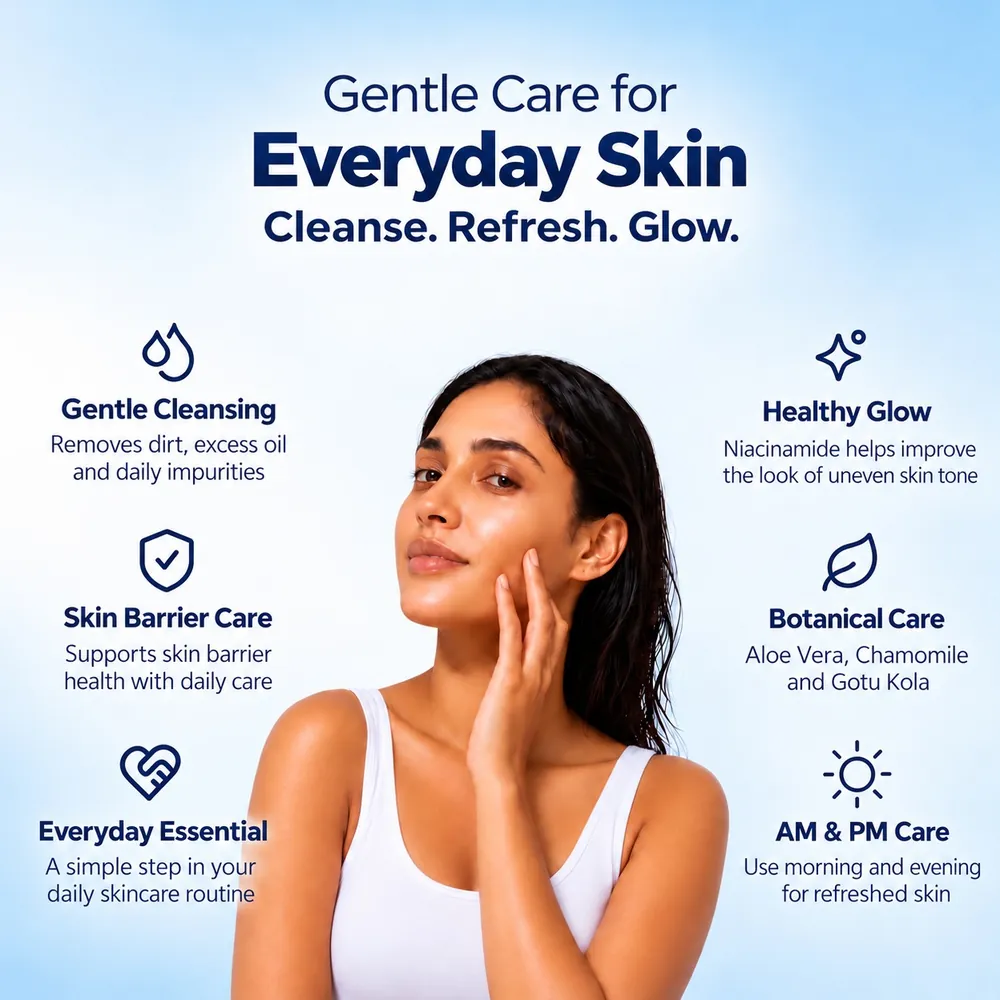 Gentle Care for
Everyday Skin
Cleanse. Refresh. Glow.
Gentle Cleansing
Removes dirt, excess oil
and daily impurities
Skin Barrier Care
Supports skin barrier
health with daily care
Everyday Essential
A simple step in your
daily skincare routine
Healthy Glow
Niacinamide helps improve
the look of uneven skin tone
Botanical Care
Aloe Vera, Chamomile
and Gotu Kola
AM & PM Care
Use morning and evening
for refreshed skin